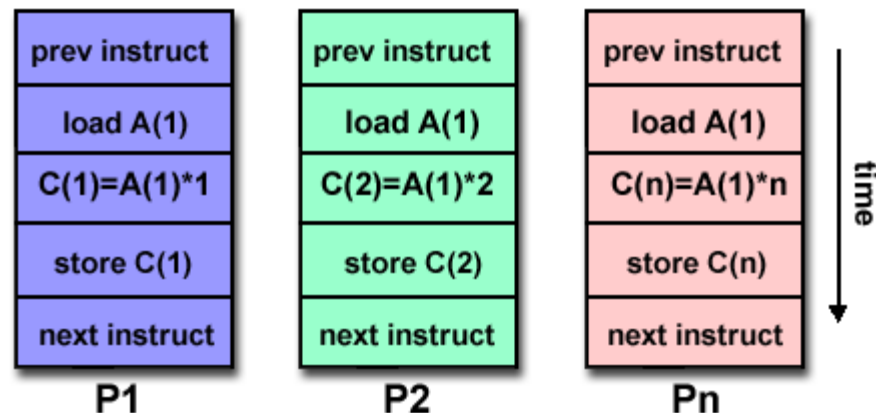 prev instruct
load A(1)
C(1)=A(1)*1
store C(1)
next instruct
P1
prev instruct
load A(1)
C(2)=A(1)*2
store C(2)
next instruct
P2
prev instruct
load A(1)
C(n)=A(1)*n
store C(n)
next instruct
Pn
time